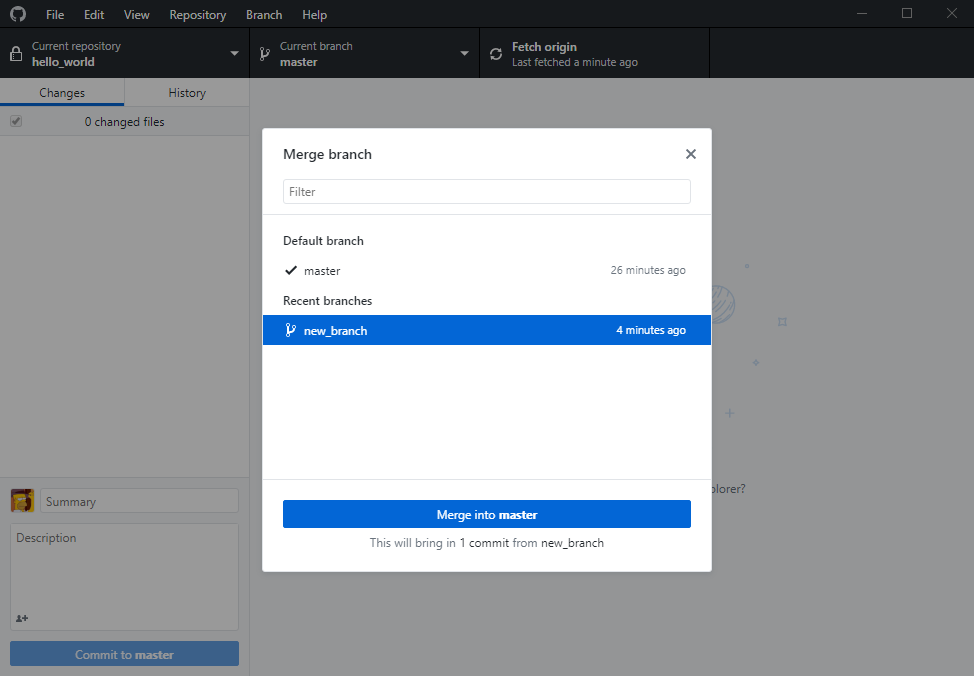 File Edit View Repository Branch Help
Current repository
hello_world
Current branch
master
Fetch origin
Last fetched a minute ago
Changes
History
0 changed files
Merge branch
Filter
Default branch
master 26 minutes ago
Recent branches
new_branch 4 minutes ago
Merge into master
This will bring in 1 commit from new_branch
plorer?
Summary
Description
Commit to master